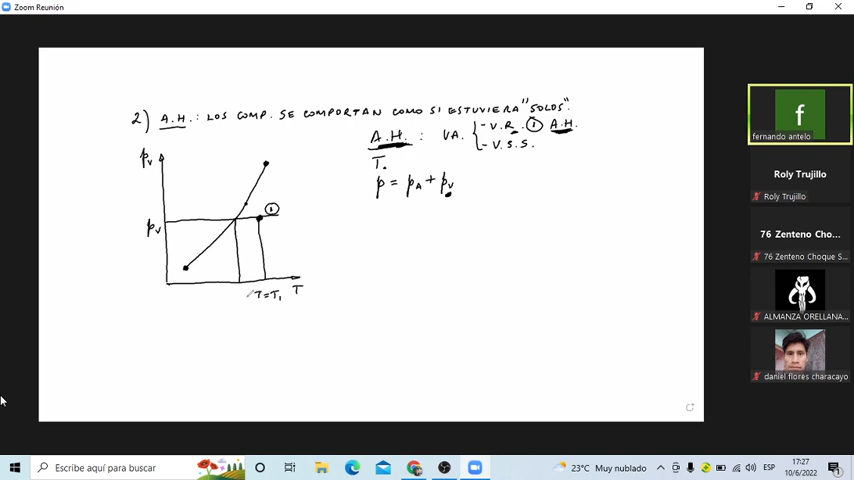 Zoom Reunión
2) A.H.: LOS COMP. SE COMPORTAN COMO SI ESTUVIERA "SOLOS".
A.H. : VA. { - V.R. ① A.H.
- V.S.S.
T.
p = pA + pV
pV
①
pV
T=T1 T
f
fernando antelo
Roly Trujillo
Roly Trujillo
76 Zenteno Cho...
76 Zenteno Choque S...
ALMANZA ORELLANA...
daniel flores characayo
Escribe aquí para buscar
23°C Muy nublado
ESP
17:27
10/6/2022
1